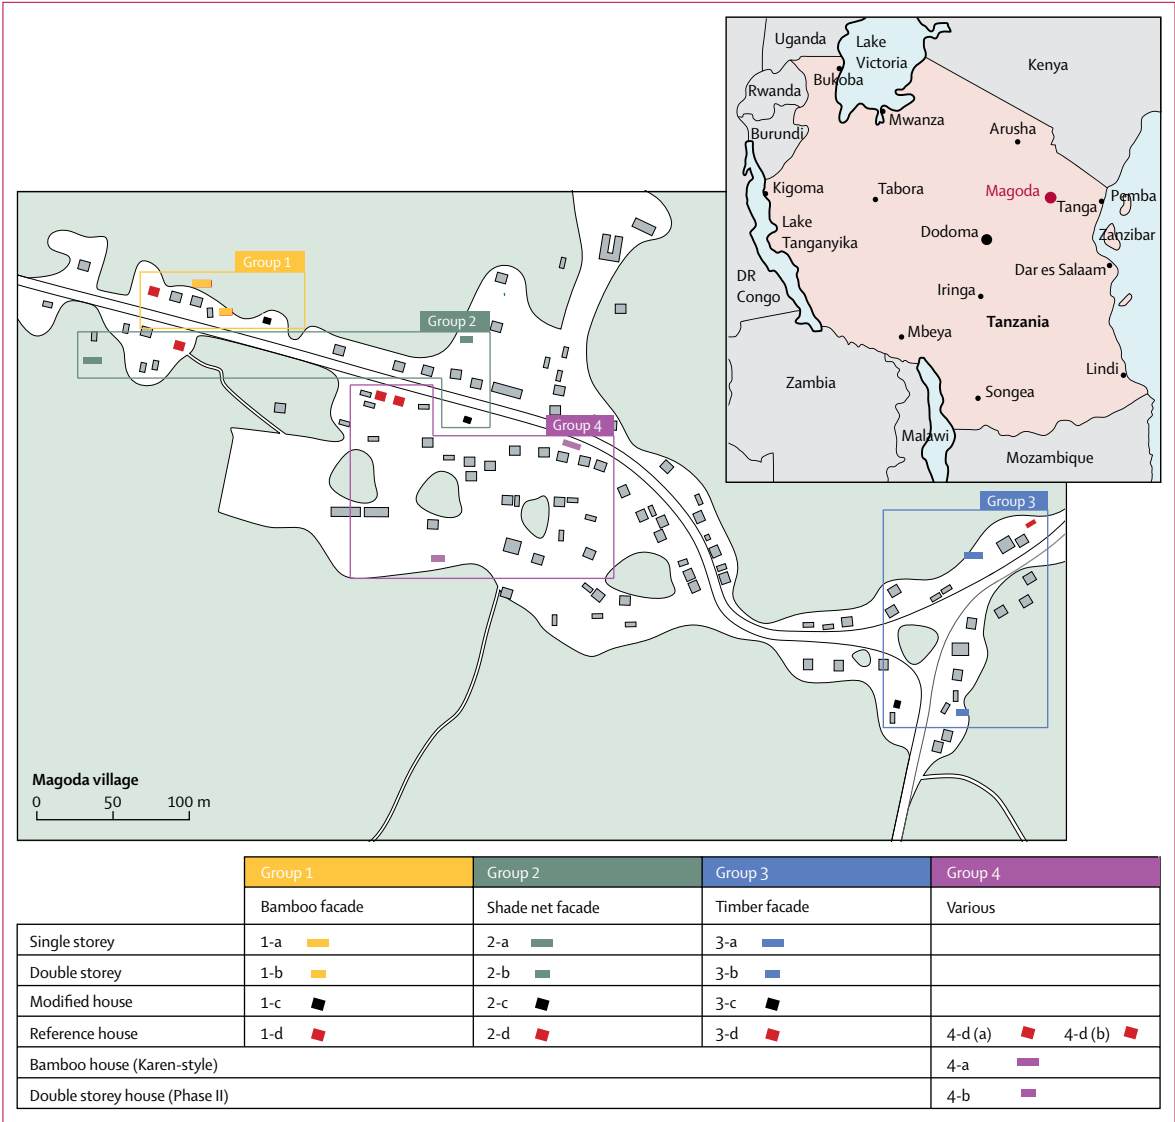 Uganda
Lake
Victoria
Kenya
Bukoba
Rwanda
Mwanza
Burundi
Arusha
Kigoma
Tabora
Magoda
Pemba
Tanga
Lake
Tanganyika
Dodoma
Zanzibar
DR
Congo
Dar es Salaam
Iringa
Tanzania
Mbeya
Lindi
Zambia
Songea
Malawi
Mozambique
Group 1
Group 2
Group 4
Group 3
Magoda village
0 50 100 m
Group 1 Group 2 Group 3 Group 4
Bamboo facade Shade net facade Timber facade Various
Single storey 1-a 2-a 3-a
Double storey 1-b 2-b 3-b
Modified house 1-c 2-c 3-c
Reference house 1-d 2-d 3-d 4-d (a) 4-d (b)
Bamboo house (Karen-style) 4-a
Double storey house (Phase II) 4-b